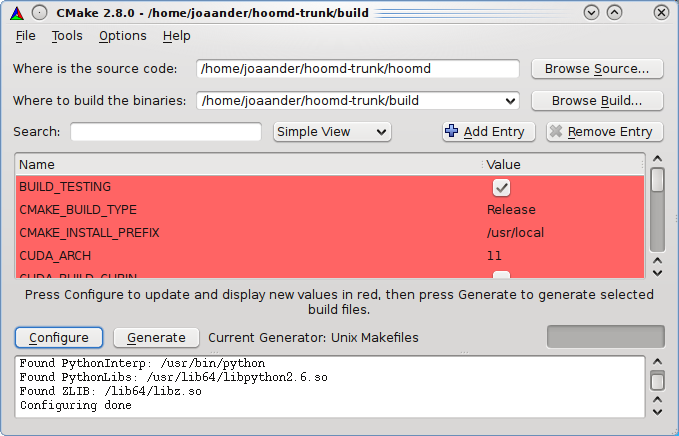 CMake 2.8.0 - /home/joaander/hoomd-trunk/build
File Tools Options Help
Where is the source code: /home/joaander/hoomd-trunk/hoomd Browse Source...
Where to build the binaries: /home/joaander/hoomd-trunk/build Browse Build...
Search: Simple View Add Entry Remove Entry
Name Value
BUILD_TESTING
CMAKE_BUILD_TYPE Release
CMAKE_INSTALL_PREFIX /usr/local
CUDA_ARCH 11
CUDA_BUILD_CUBIN
Press Configure to update and display new values in red, then press Generate to generate selected
build files.
Configure Generate Current Generator: Unix Makefiles
Found PythonInterp: /usr/bin/python
Found PythonLibs: /usr/lib64/libpython2.6.so
Found ZLIB: /lib64/libz.so
Configuring done